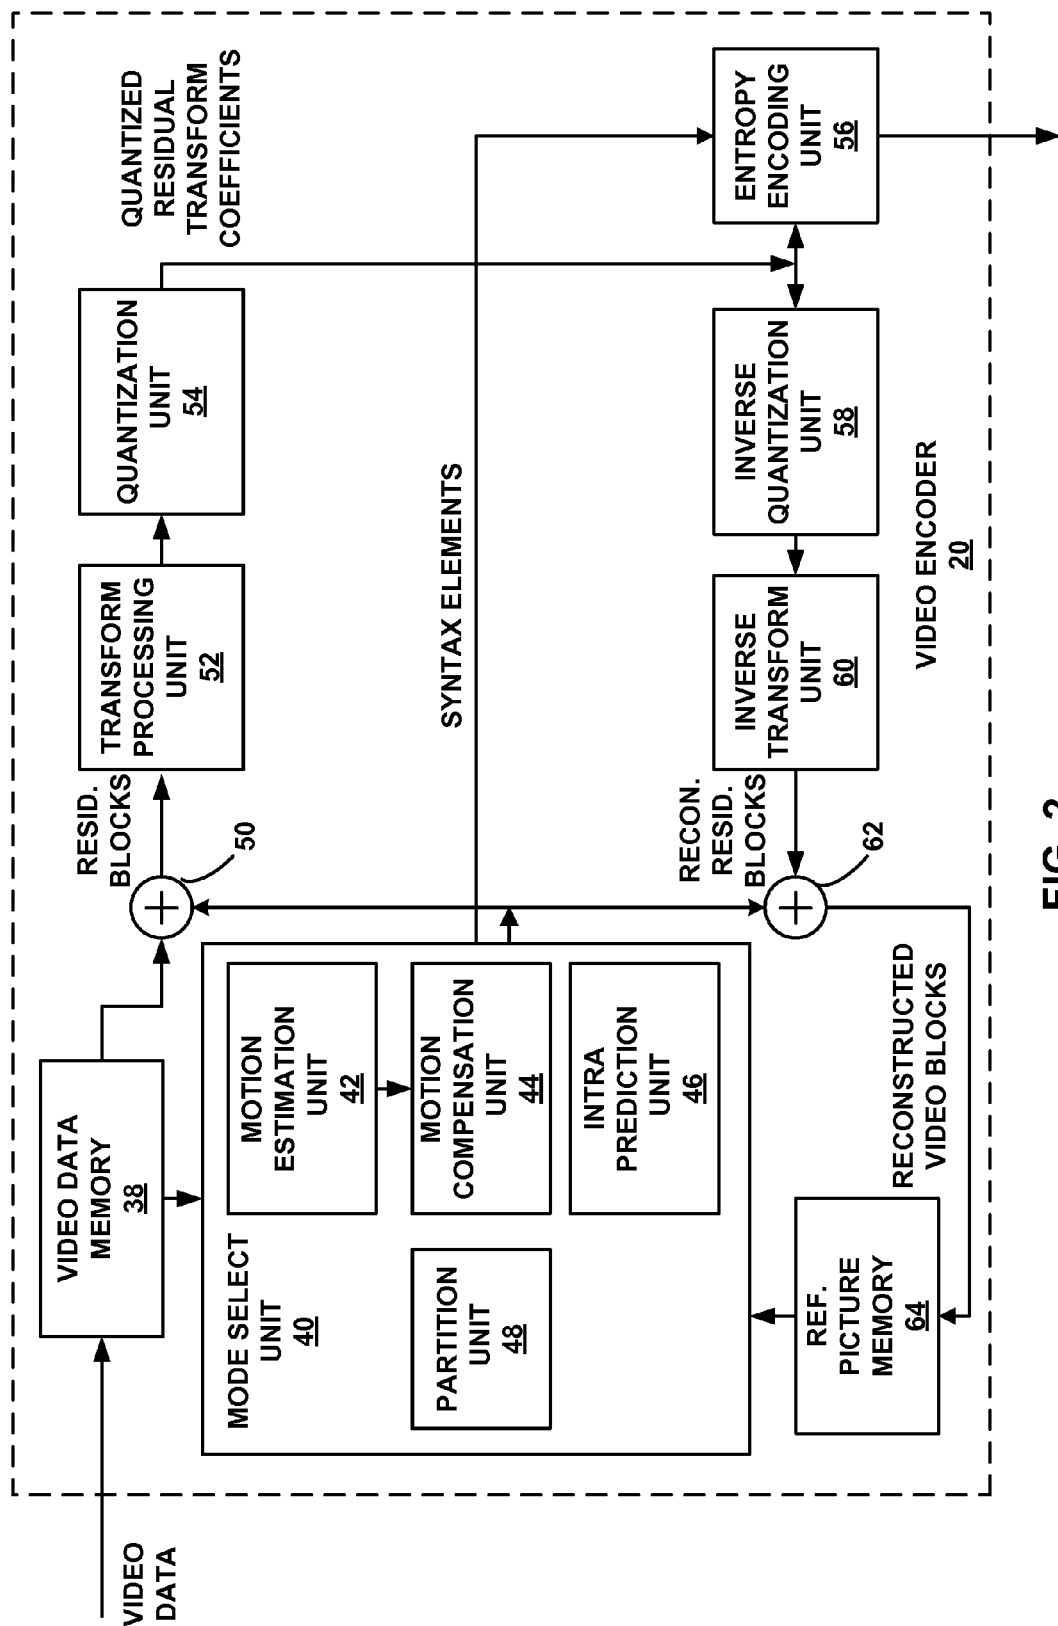 VIDEO
DATA
VIDEO DATA
MEMORY
38
MODE SELECT
UNIT
40
PARTITION
UNIT
48
MOTION
ESTIMATION
UNIT
42
MOTION
COMPENSATION
UNIT
44
INTRA
PREDICTION
UNIT
46
REF.
PICTURE
MEMORY
64
RECONSTRUCTED
VIDEO BLOCKS
50
RESID.
BLOCKS
TRANSFORM
PROCESSING
UNIT
52
QUANTIZATION
UNIT
54
QUANTIZED
RESIDUAL
TRANSFORM
COEFFICIENTS
SYNTAX ELEMENTS
62
RECON.
RESID.
BLOCKS
INVERSE
TRANSFORM
UNIT
60
INVERSE
QUANTIZATION
UNIT
58
ENTROPY
ENCODING
UNIT
56
VIDEO ENCODER
20
FIG. 2